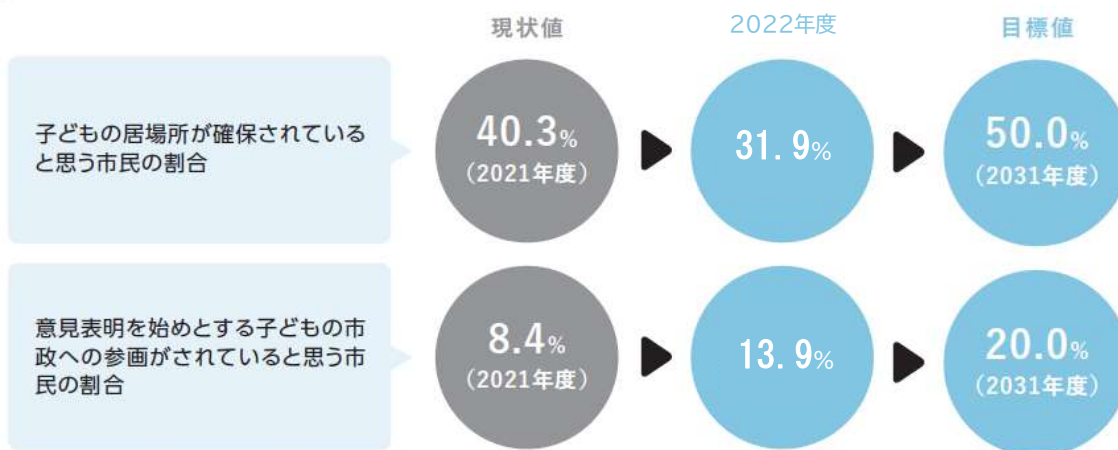 現状値
2022年度
目標値
子どもの居場所が確保されている
と思う市民の割合
40.3%
(2021年度)
31.9%
50.0%
(2031年度)
意見表明を始めとする子どもの市
政への参画がされていると思う市
民の割合
8.4%
(2021年度)
13.9%
20.0%
(2031年度)